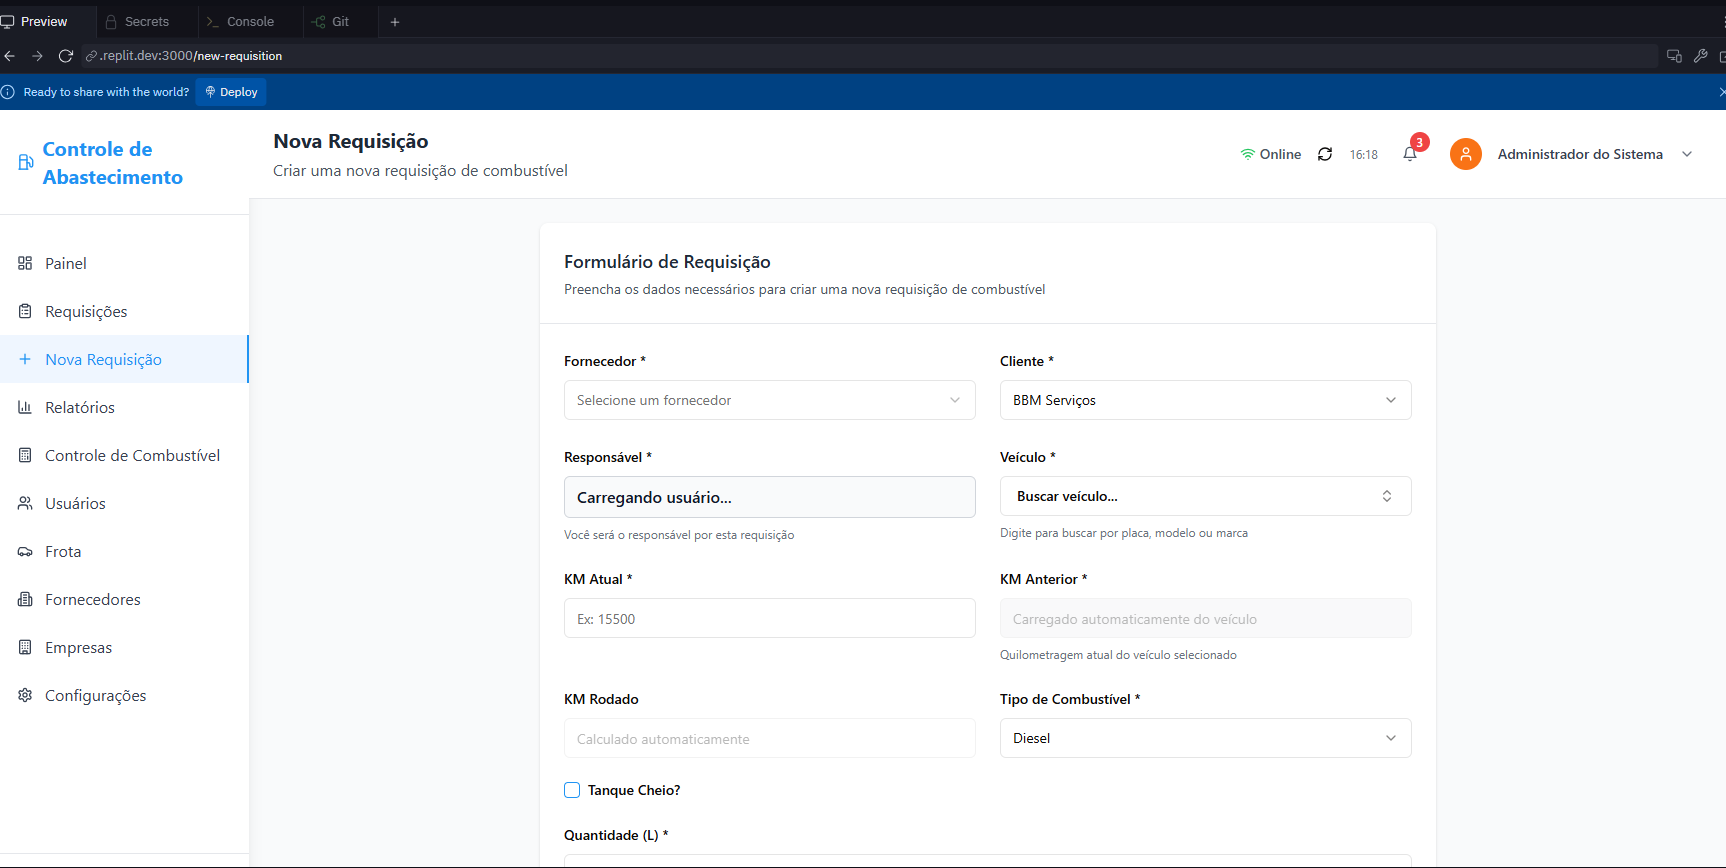 Preview
Secrets
Console
Git
.replit.dev:3000/new-requisition
Ready to share with the world?
Deploy
Controle de
Abastecimento
Nova Requisição
Criar uma nova requisição de combustível
Online
16:18
3
Administrador do Sistema
Painel
Requisições
Nova Requisição
Relatórios
Controle de Combustível
Usuários
Frota
Fornecedores
Empresas
Configurações
Formulário de Requisição
Preencha os dados necessários para criar uma nova requisição de combustível
Fornecedor *
Selecione um fornecedor
Cliente *
BBM Serviços
Responsável *
Carregando usuário...
Você será o responsável por esta requisição
Veículo *
Buscar veículo...
Digite para buscar por placa, modelo ou marca
KM Atual *
Ex: 15500
KM Anterior *
Carregado automaticamente do veículo
Quilometragem atual do veículo selecionado
KM Rodado
Calculado automaticamente
Tipo de Combustível *
Diesel
Tanque Cheio?
Quantidade (L) *